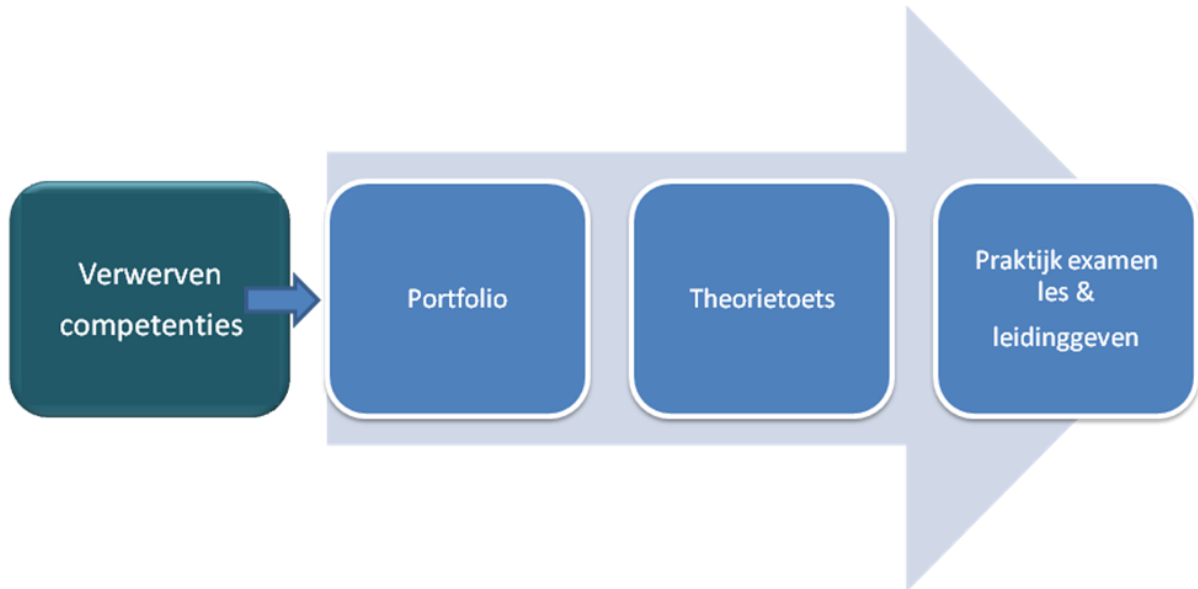 Verwerven
competenties
Portfolio
Theorietoets
Praktijk examen
les &
leidinggeven